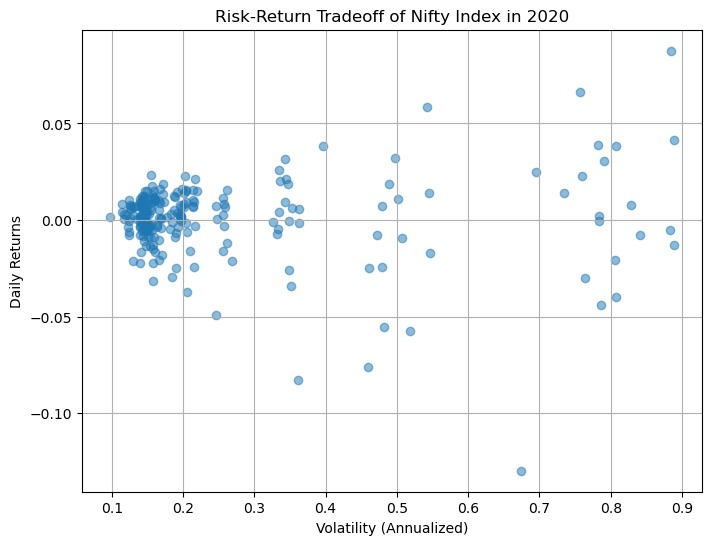 Risk-Return Tradeoff of Nifty Index in 2020
Daily Returns
0.05
0.00
−0.05
−0.10
0.1 0.2 0.3 0.4 0.5 0.6 0.7 0.8 0.9
Volatility (Annualized)